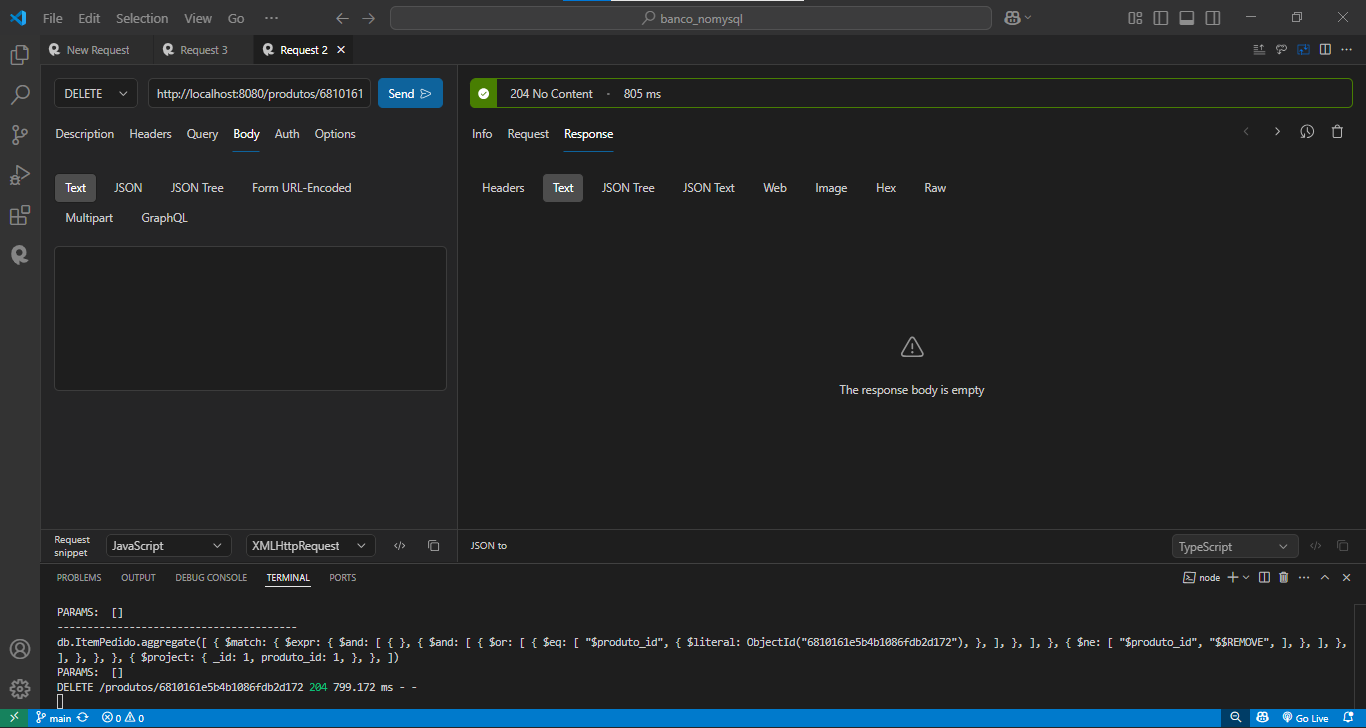 File Edit Selection View Go ··· banco_nomysql
New Request Request 3 Request 2
DELETE http://localhost:8080/produtos/6810161 Send
204 No Content · 805 ms
Description Headers Query Body Auth Options
Info Request Response
Text JSON JSON Tree Form URL-Encoded
Multipart GraphQL
Headers Text JSON Tree JSON Text Web Image Hex Raw
The response body is empty
Request
snippet
JavaScript XMLHttpRequest
JSON to TypeScript
PROBLEMS OUTPUT DEBUG CONSOLE TERMINAL PORTS
node
PARAMS: []
----------------------------------------
db.ItemPedido.aggregate([ { $match: { $expr: { $and: [ { }, { $and: [ { $or: [ { $eq: [ "$produto_id", { $literal: ObjectId("6810161e5b4b1086fdb2d172"), }, ], }, ], }, { $ne: [ "$produto_id", "$$REMOVE", ], }, ], },
], }, }, }, { $project: { _id: 1, produto_id: 1, }, }, ])
PARAMS: []
DELETE /produtos/6810161e5b4b1086fdb2d172 204 799.172 ms - -
main 0 0 Go Live